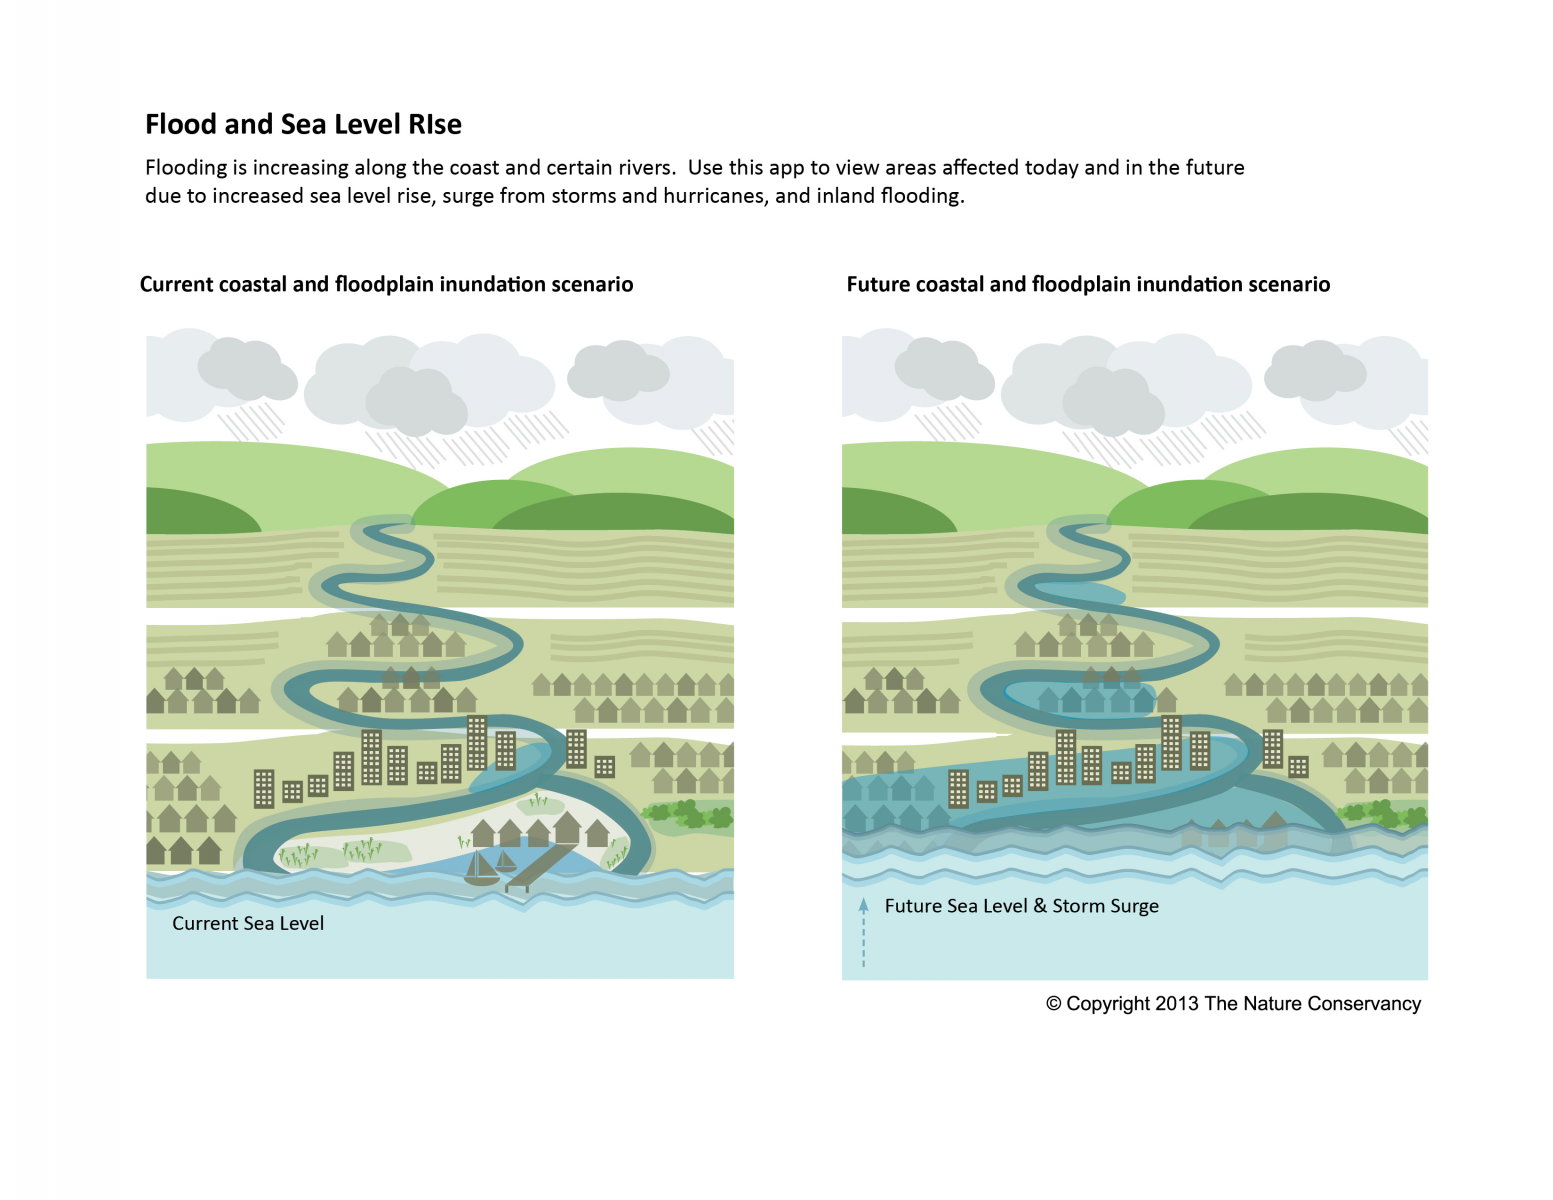 Flood and Sea Level RIse
Flooding is increasing along the coast and certain rivers.  Use this app to view areas affected today and in the future
due to increased sea level rise, surge from storms and hurricanes, and inland flooding.
Current coastal and floodplain inundation scenario
Future coastal and floodplain inundation scenario
Current Sea Level
Future Sea Level & Storm Surge
© Copyright 2013 The Nature Conservancy